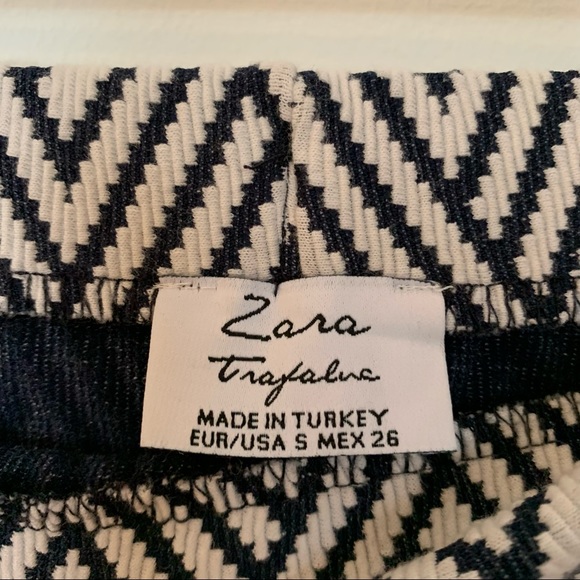 Zara
Trafaluc
MADE IN TURKEY
EUR/USA S MEX 26